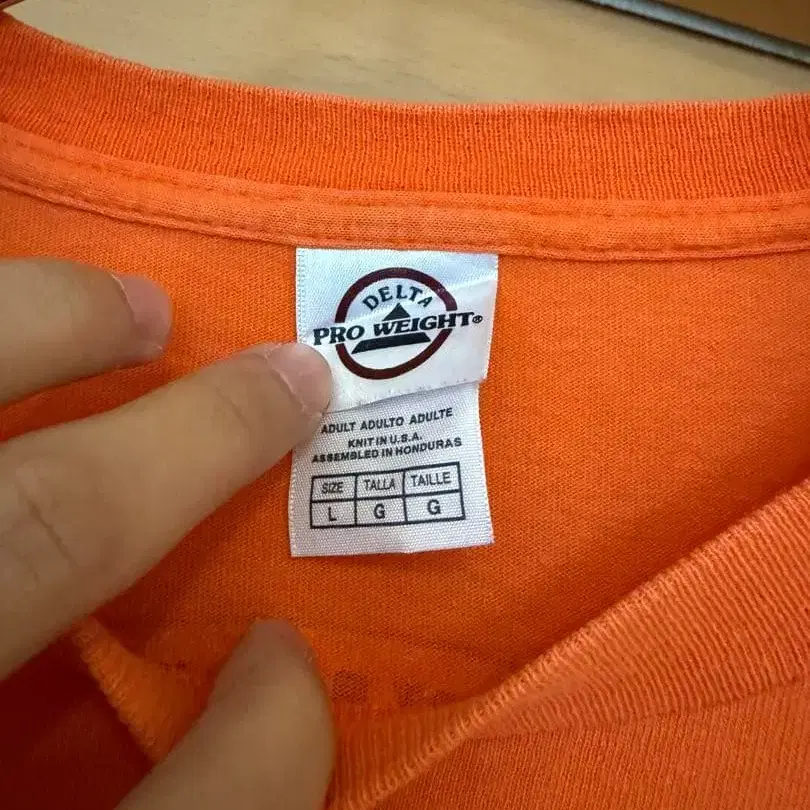 DELTA
PRO WEIGHT®
ADULT ADULTO ADULTE
KNIT IN U.S.A.
ASSEMBLED IN HONDURAS
SIZE TALLA TAILLE
L G G